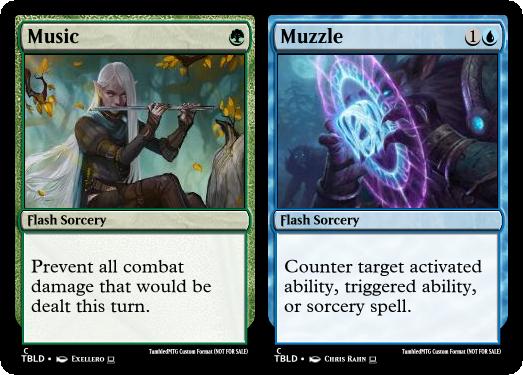 Music
Flash Sorcery
Prevent all combat
damage that would be
dealt this turn.
C
TBLD • Exellero
TumbledMTG Custom Format (NOT FOR SALE)
Muzzle 1
Flash Sorcery
Counter target activated
ability, triggered ability,
or sorcery spell.
C
TBLD • Chris Rahn
TumbledMTG Custom Format (NOT FOR SALE)